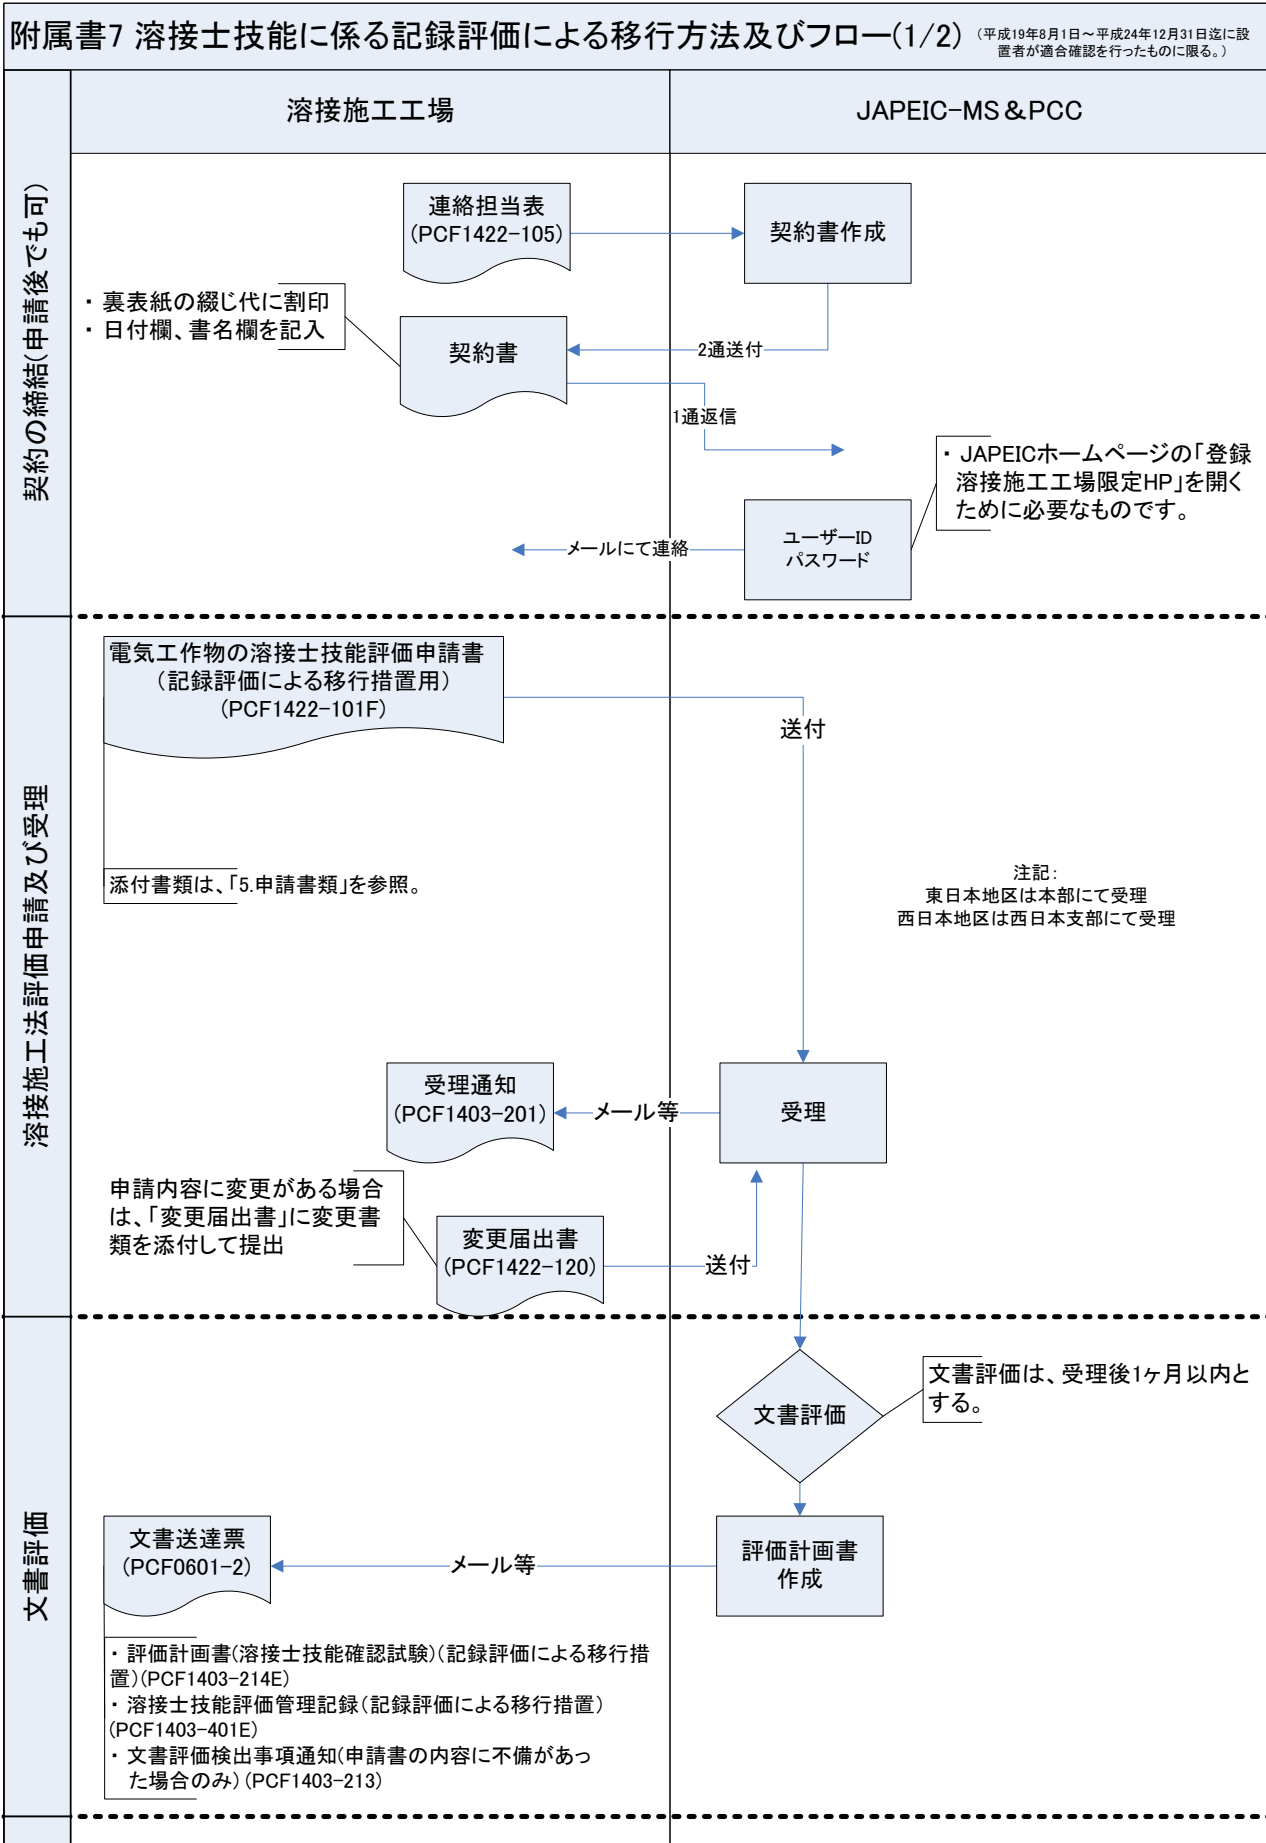 附属書7 溶接士技能に係る記録評価による移行方法及びフロー(1/2)
(平成19年8月1日～平成24年12月31日迄に設
置者が適合確認を行ったものに限る。)
溶接施工工場
JAPEIC-MS&PCC
契約の締結(申請後でも可)
連絡担当表
(PCF1422-105)
契約書作成
・ 裏表紙の綴じ代に割印
・ 日付欄、書名欄を記入
契約書
2通送付
1通返信
・ JAPEICホームページの「登録
溶接施工工場限定HP」を開く
ために必要なものです。
ユーザーID
パスワード
メールにて連絡
溶接施工法評価申請及び受理
電気工作物の溶接士技能評価申請書
(記録評価による移行措置用)
(PCF1422-101F)
送付
添付書類は、「5.申請書類」を参照。
注記：
東日本地区は本部にて受理
西日本地区は西日本支部にて受理
受理通知
(PCF1403-201)
メール等
受理
申請内容に変更がある場合
は、「変更届出書」に変更書
類を添付して提出
変更届出書
(PCF1422-120)
送付
文書評価
文書評価
文書評価は、受理後1ヶ月以内と
する。
文書送達票
(PCF0601-2)
メール等
評価計画書
作成
・ 評価計画書(溶接士技能確認試験)(記録評価による移行措
置)(PCF1403-214E)
・ 溶接士技能評価管理記録(記録評価による移行措置)
(PCF1403-401E)
・ 文書評価検出事項通知(申請書の内容に不備があっ
た場合のみ)(PCF1403-213)